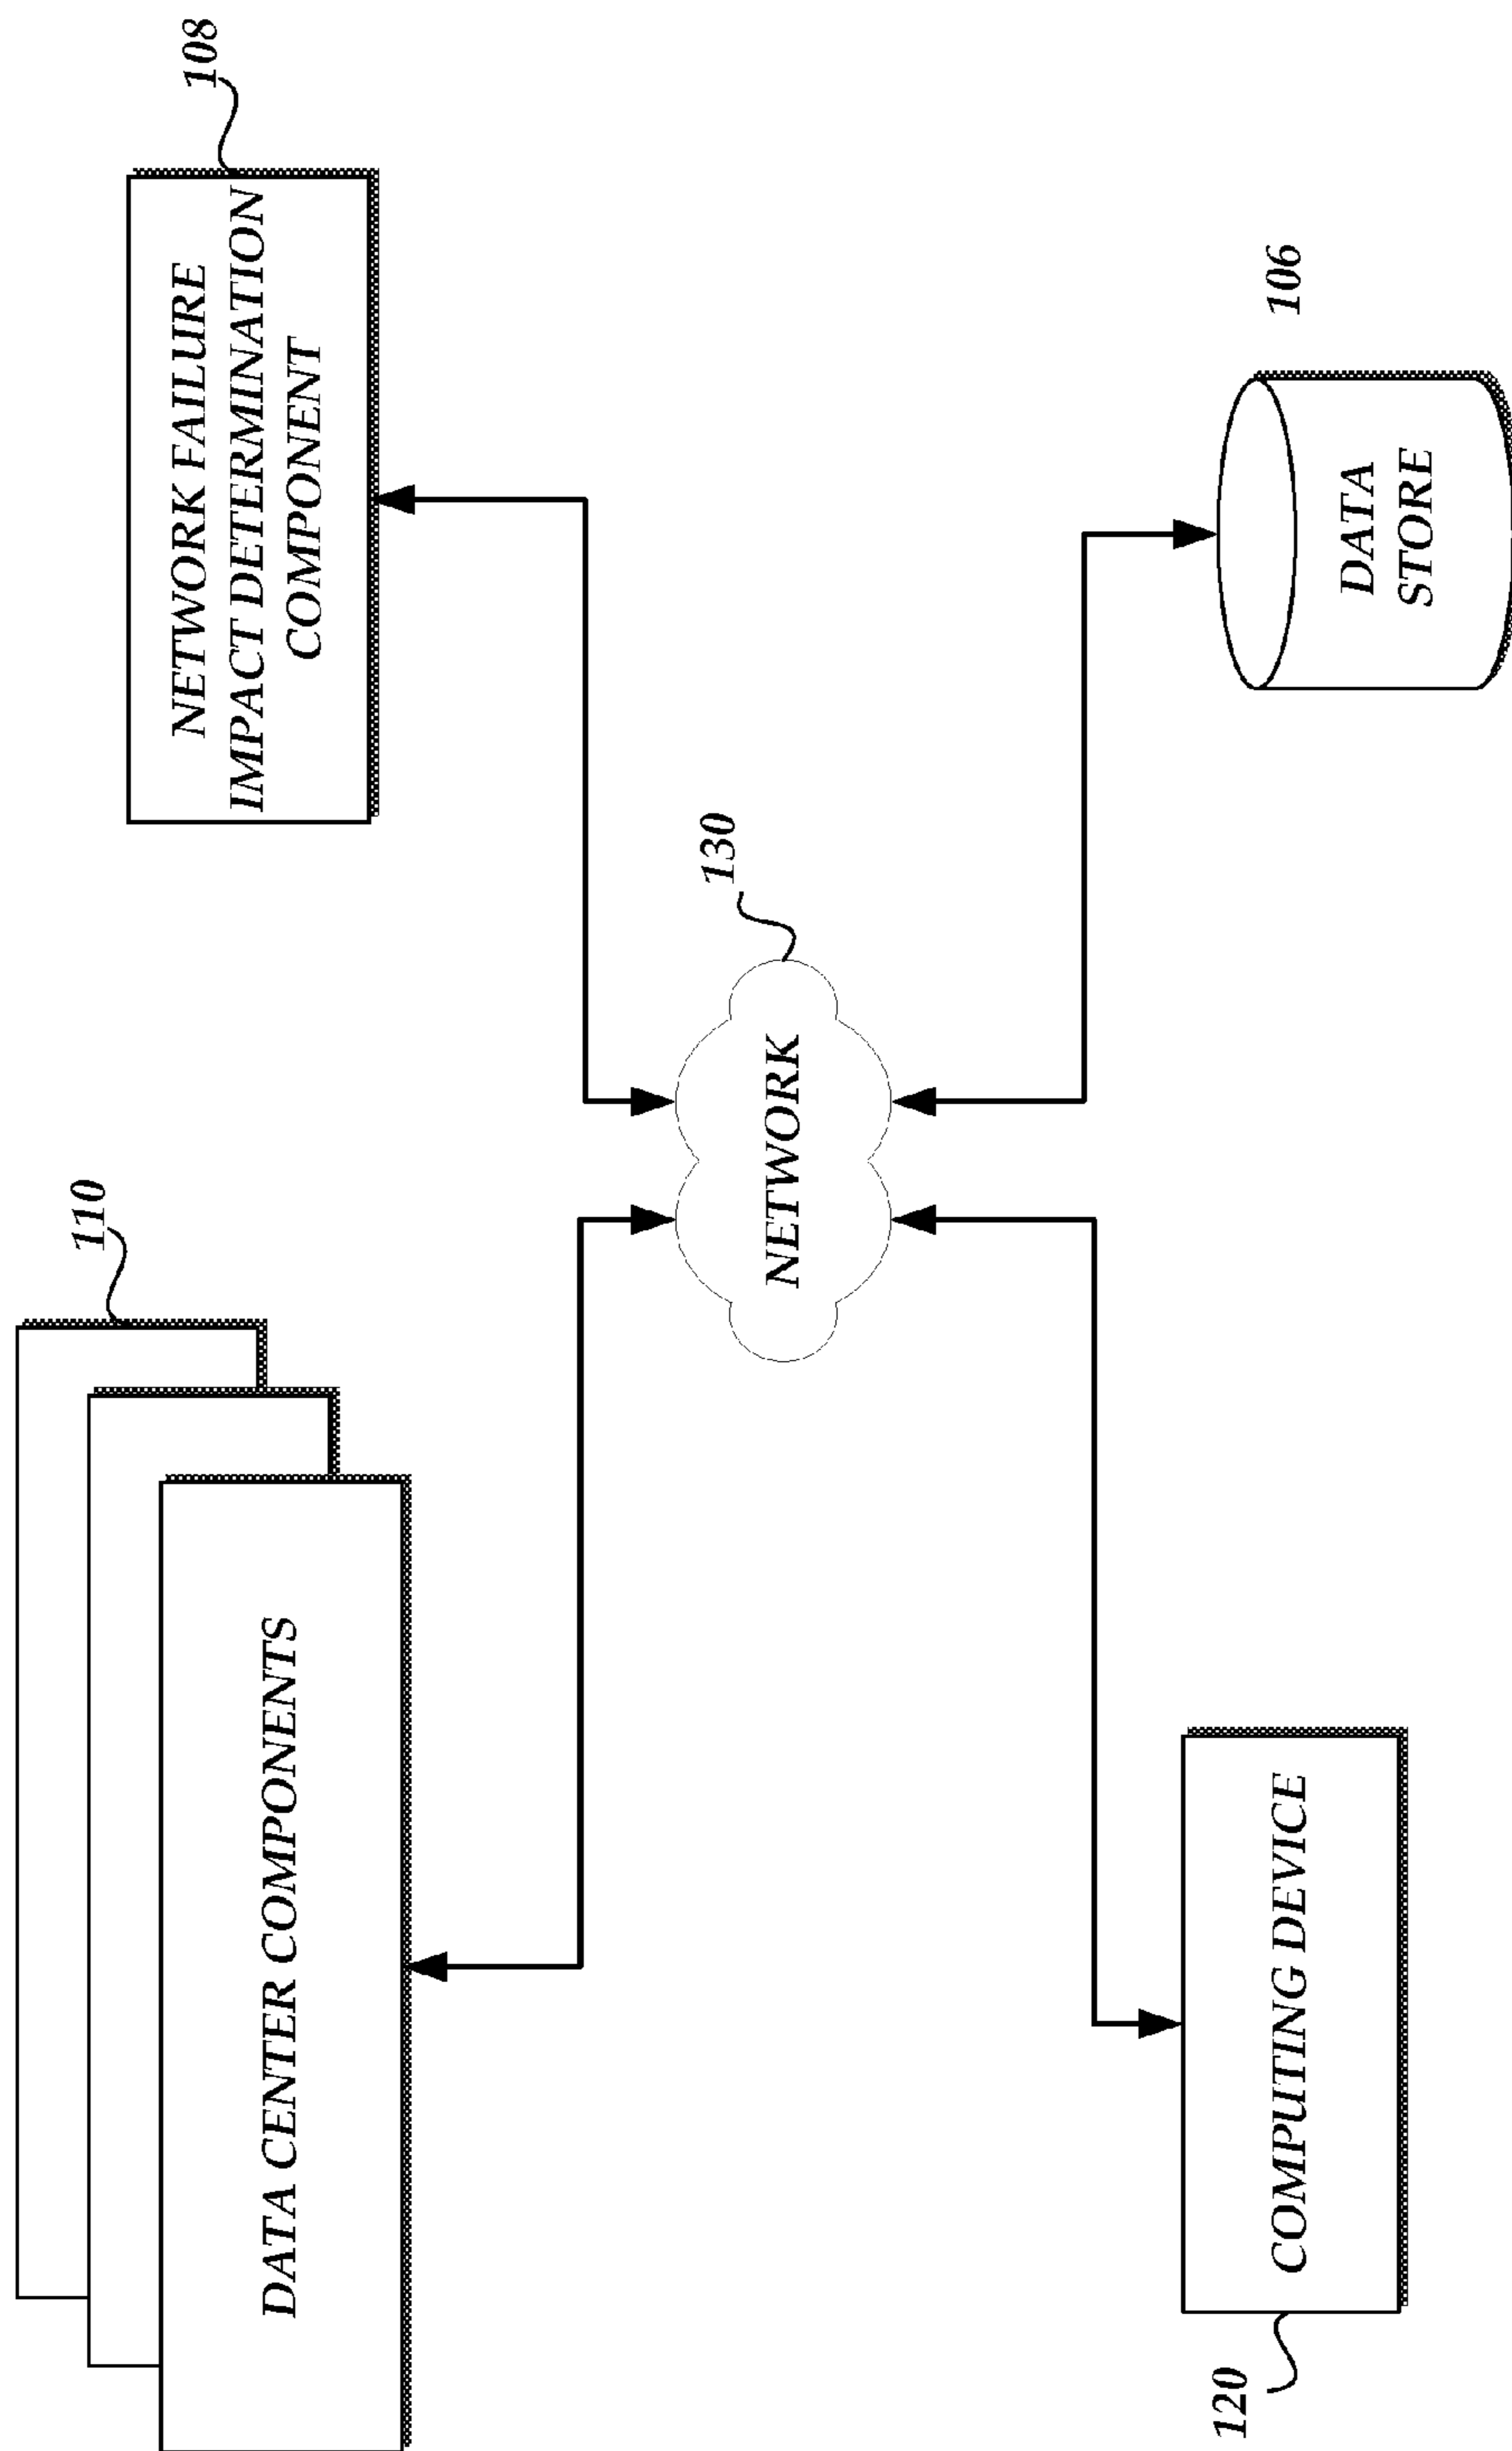 110
DATA CENTER COMPONENTS
108
NETWORK FAILURE
IMPACT DETERMINATION
COMPONENT
130
NETWORK
120
COMPUTING DEVICE
106
DATA
STORE